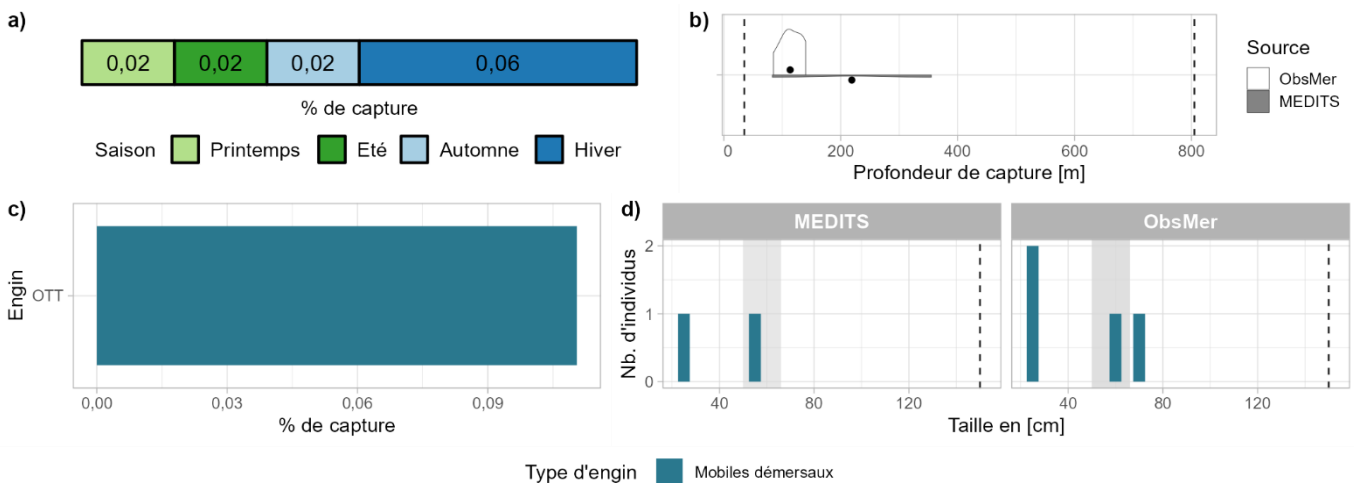 a)
0,02 0,02 0,02 0,06
% de capture
Saison Printemps Eté Automne Hiver
b)
0 200 400 600 800
Profondeur de capture [m]
Source
ObsMer
MEDITS
c)
Engin
OTT
0,00 0,03 0,06 0,09
% de capture
d)
MEDITS ObsMer
Nb. d'individus
2
1
0
40 80 120 40 80 120
Taille en [cm]
Type d'engin Mobiles démersaux